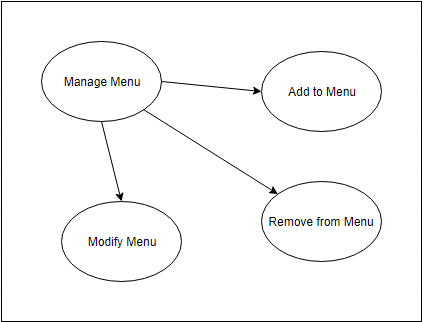 Manage Menu
Add to Menu
Remove from Menu
Modify Menu